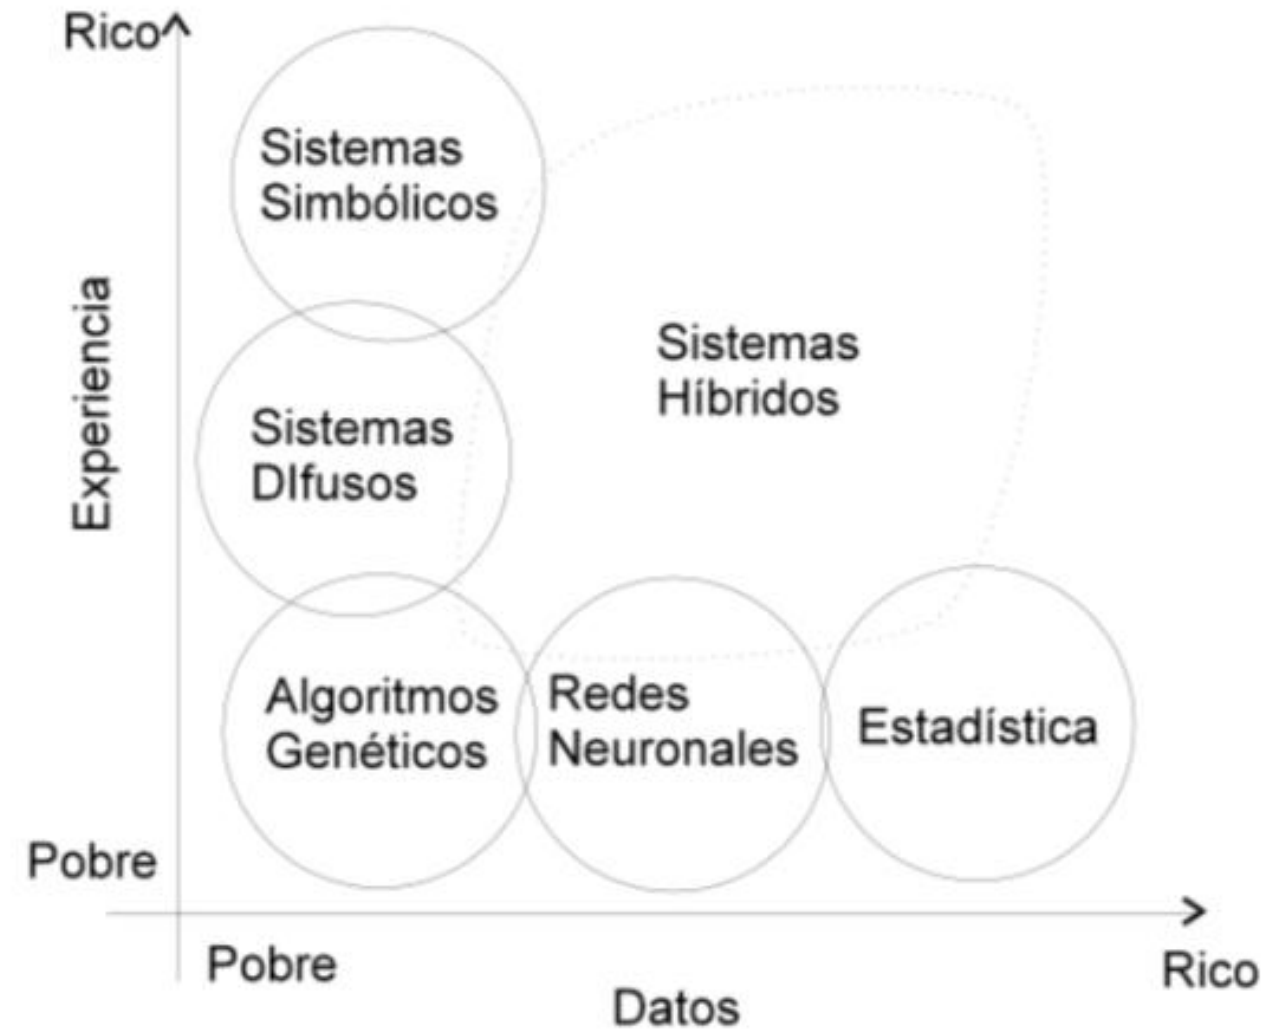 Rico
Sistemas
Simbólicos
Experiencia
Sistemas
Híbridos
Sistemas
DIfusos
Algoritmos
Genéticos
Redes
Neuronales
Estadística
Pobre
Pobre
Rico
Datos